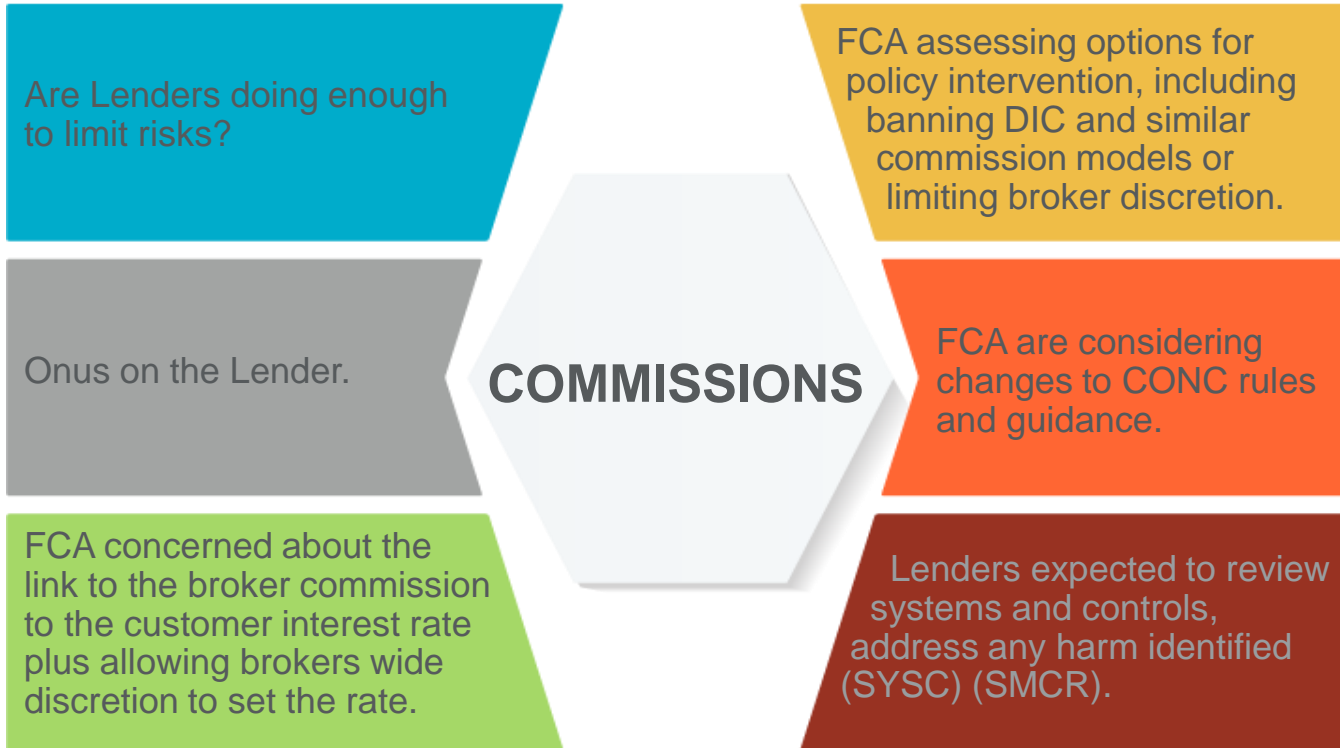 Are Lenders doing enough
to limit risks?
Onus on the Lender.
FCA concerned about the
link to the broker commission
to the customer interest rate
plus allowing brokers wide
discretion to set the rate.
COMMISSIONS
FCA assessing options for
policy intervention, including
banning DIC and similar
commission models or
limiting broker discretion.
FCA are considering
changes to CONC rules
and guidance.
Lenders expected to review
systems and controls,
address any harm identified
(SYSC) (SMCR).